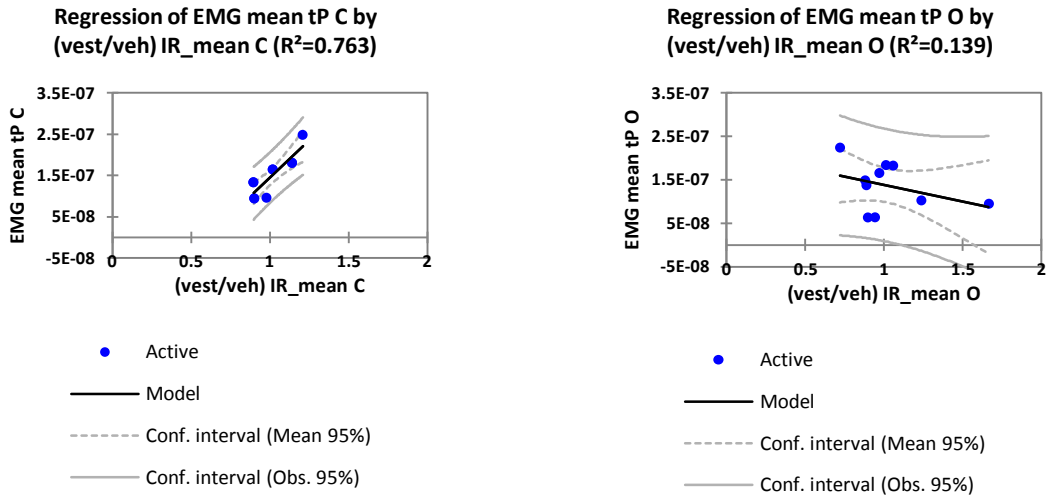 Regression of EMG mean tP C by
(vest/veh) IR_mean C (R²=0.763)
3.5E-07
2.5E-07
1.5E-07
5E-08
-5E-08
EMG mean tP C
0
0.5
1
1.5
2
(vest/veh) IR_mean C
Active
Model
Conf. interval (Mean 95%)
Conf. interval (Obs. 95%)
Regression of EMG mean tP O by
(vest/veh) IR_mean O (R²=0.139)
3.5E-07
2.5E-07
1.5E-07
5E-08
-5E-08
EMG mean tP O
0
0.5
1
1.5
2
(vest/veh) IR_mean O
Active
Model
Conf. interval (Mean 95%)
Conf. interval (Obs. 95%)